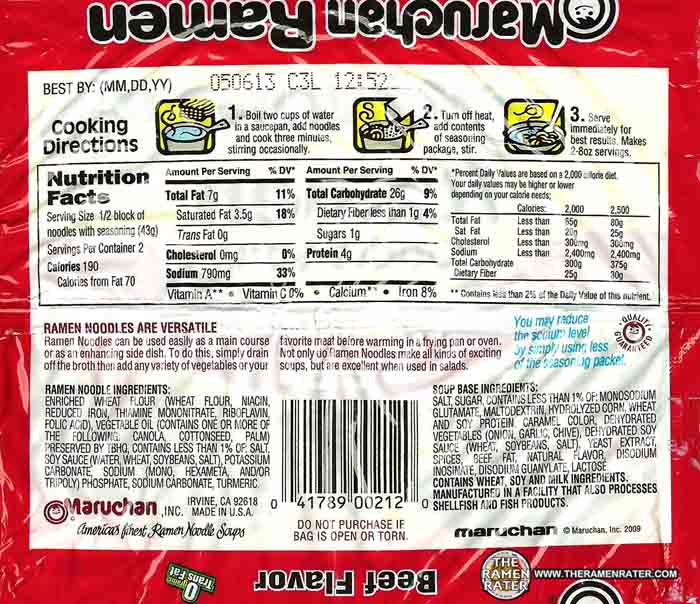 Maruchan Ramen
BEST BY: (MM,DD,YY) 050613 C3L 12:52
Cooking
Directions
1. Boil two cups of water
in a saucepan, add noodles
and cook three minutes,
stirring occasionally.
2. Turn off heat,
add contents
of seasoning
package, stir.
3. Serve
immediately for
best results. Makes
2-8oz servings.
Nutrition
Facts
Serving Size 1/2 block of
noodles with seasoning (43g)
Servings Per Container 2
Calories 190
Calories from Fat 70
Amount Per Serving % DV*
Total Fat 7g 11%
Saturated Fat 3.5g 18%
Trans Fat 0g
Cholesterol 0mg 0%
Sodium 790mg 33%
Amount Per Serving % DV*
Total Carbohydrate 26g 9%
Dietary Fiber less than 1g 4%
Sugars 1g
Protein 4g
Vitamin A** • Vitamin C 0% • Calcium** • Iron 8%
*Percent Daily Values are based on a 2,000 calorie diet.
Your daily values may be higher or lower
depending on your calorie needs:
Calories: 2,000 2,500
Total Fat Less than 65g 80g
Sat Fat Less than 20g 25g
Cholesterol Less than 300mg 300mg
Sodium Less than 2,400mg 2,400mg
Total Carbohydrate 300g 375g
Dietary Fiber 25g 30g
** Contains less than 2% of the Daily Value of this nutrient.
RAMEN NOODLES ARE VERSATILE
Ramen Noodles can be used easily as a main course
or as an enhancing side dish. To do this, simply drain
off the broth then add any variety of vegetables or your
favorite meat before warming in a frying pan or oven.
Not only do Ramen Noodles make all kinds of exciting
soups, but are excellent when used in salads.
You may reduce
the sodium level
by simply using less
of the seasoning packet.
QUALITY
GUARANTEED
RAMEN NOODLE INGREDIENTS:
ENRICHED WHEAT FLOUR (WHEAT FLOUR, NIACIN,
REDUCED IRON, THIAMINE MONONITRATE, RIBOFLAVIN,
FOLIC ACID), VEGETABLE OIL (CONTAINS ONE OR MORE OF
THE FOLLOWING: CANOLA, COTTONSEED, PALM)
PRESERVED BY TBHQ, CONTAINS LESS THAN 1% OF: SALT,
SOY SAUCE (WATER, WHEAT, SOYBEANS, SALT), POTASSIUM
CARBONATE, SODIUM (MONO, HEXAMETA, AND/OR
TRIPOLY) PHOSPHATE, SODIUM CARBONATE, TURMERIC.
Maruchan, INC. IRVINE, CA 92618
MADE IN U.S.A.
America's finest Ramen Noodle Soups
0 41789 00212 0
DO NOT PURCHASE IF
BAG IS OPEN OR TORN.
SOUP BASE INGREDIENTS:
SALT, SUGAR, CONTAINS LESS THAN 1% OF: MONOSODIUM
GLUTAMATE, MALTODEXTRIN, HYDROLYZED CORN, WHEAT
AND SOY PROTEIN, CARAMEL COLOR, DEHYDRATED
VEGETABLES (ONION, GARLIC, CHIVE), DEHYDRATED SOY
SAUCE (WHEAT, SOYBEANS, SALT), YEAST EXTRACT,
SPICES, BEEF FAT, NATURAL FLAVOR, DISODIUM
INOSINATE, DISODIUM GUANYLATE, LACTOSE
CONTAINS WHEAT, SOY AND MILK INGREDIENTS.
MANUFACTURED IN A FACILITY THAT ALSO PROCESSES
SHELLFISH AND FISH PRODUCTS.
maruchan © Maruchan, Inc. 2009
Beef Flavor
0 grams
Trans Fat
THE
RAMEN
RATER
WWW.THERAMENRATER.COM